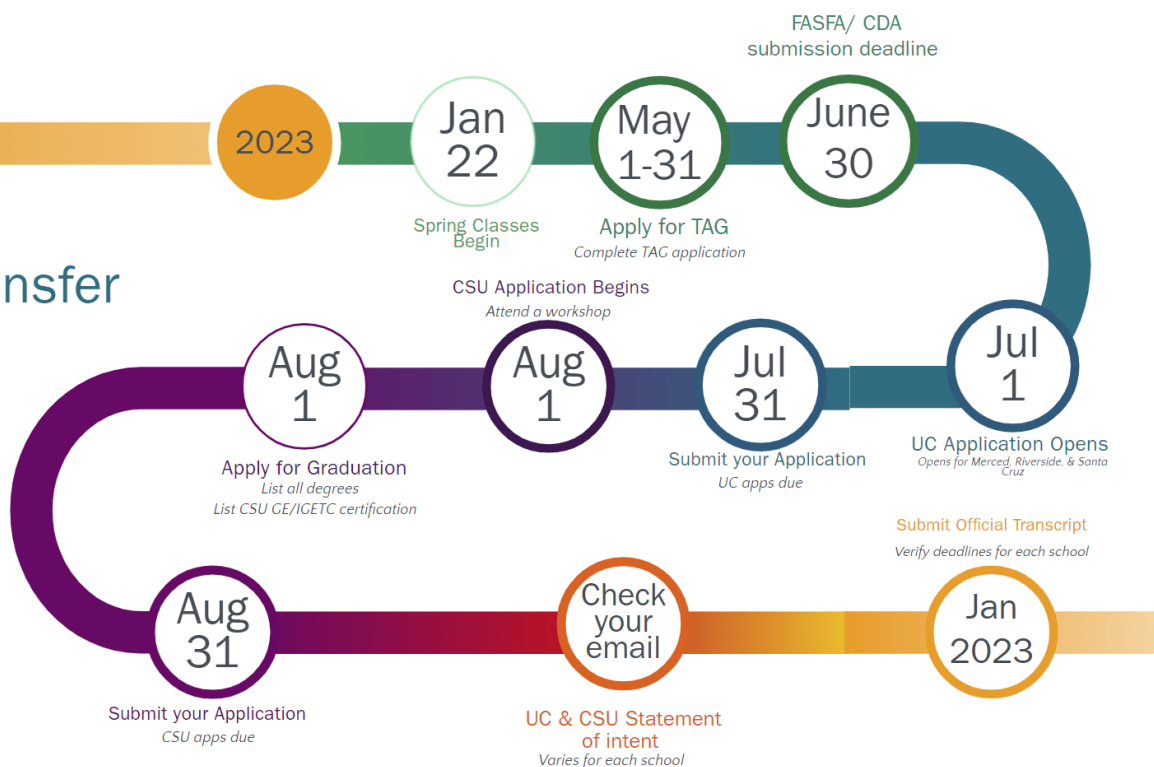 FASFA/ CDA
submission deadline
2023
Jan
22
Spring Classes
Begin
May
1-31
Apply for TAG
Complete TAG application
June
30
nsfer
Jul
1
UC Application Opens
Opens for Merced, Riverside, & Santa
Cruz
Jul
31
Submit your Application
UC apps due
CSU Application Begins
Attend a workshop
Aug
1
Aug
1
Apply for Graduation
List all degrees
List CSU GE/IGETC certification
Aug
31
Submit your Application
CSU apps due
Check
your
email
UC & CSU Statement
of intent
Varies for each school
Submit Official Transcript
Verify deadlines for each school
Jan
2023